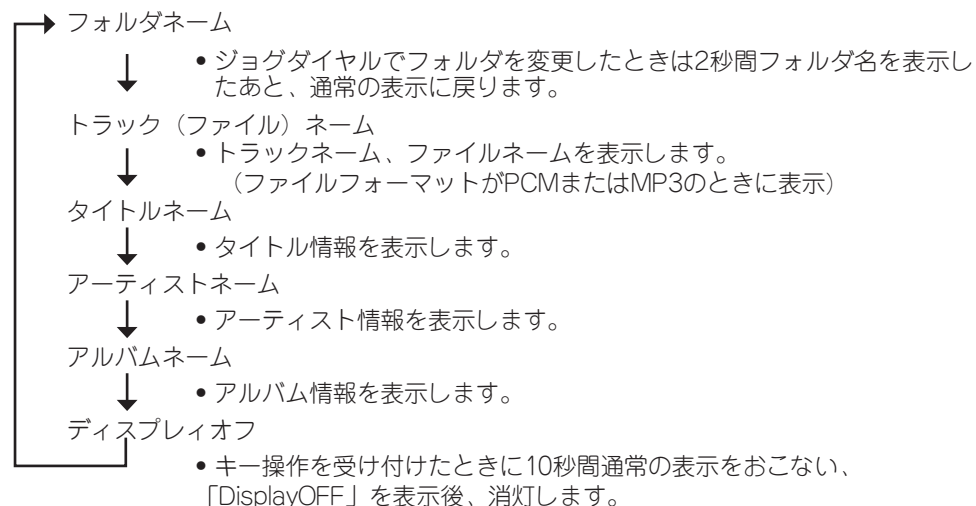 フォルダネーム
•ジョグダイヤルでフォルダを変更したときは2秒間フォルダ名を表示し
たあと、通常の表示に戻ります。
トラック（ファイル）ネーム
•トラックネーム、ファイルネームを表示します。
（ファイルフォーマットがPCMまたはMP3のときに表示）
タイトルネーム
•タイトル情報を表示します。
アーティストネーム
•アーティスト情報を表示します。
アルバムネーム
•アルバム情報を表示します。
ディスプレィオフ
•キー操作を受け付けたときに10秒間通常の表示をおこない、
「DisplayOFF」を表示後、消灯します。